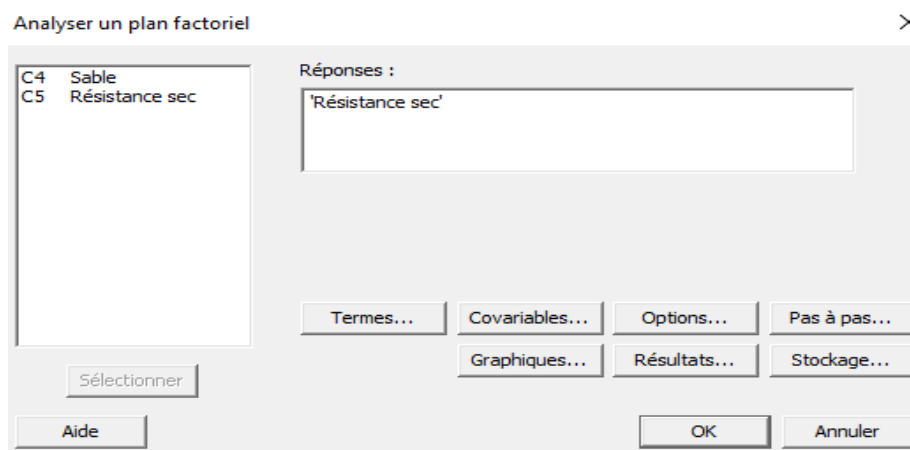 Analyser un plan factoriel
C4 Sable
C5 Résistance sec
Réponses :
'Résistance sec'
Termes... Covariables... Options... Pas à pas...
Graphiques... Résultats... Stockage...
Sélectionner
Aide OK Annuler